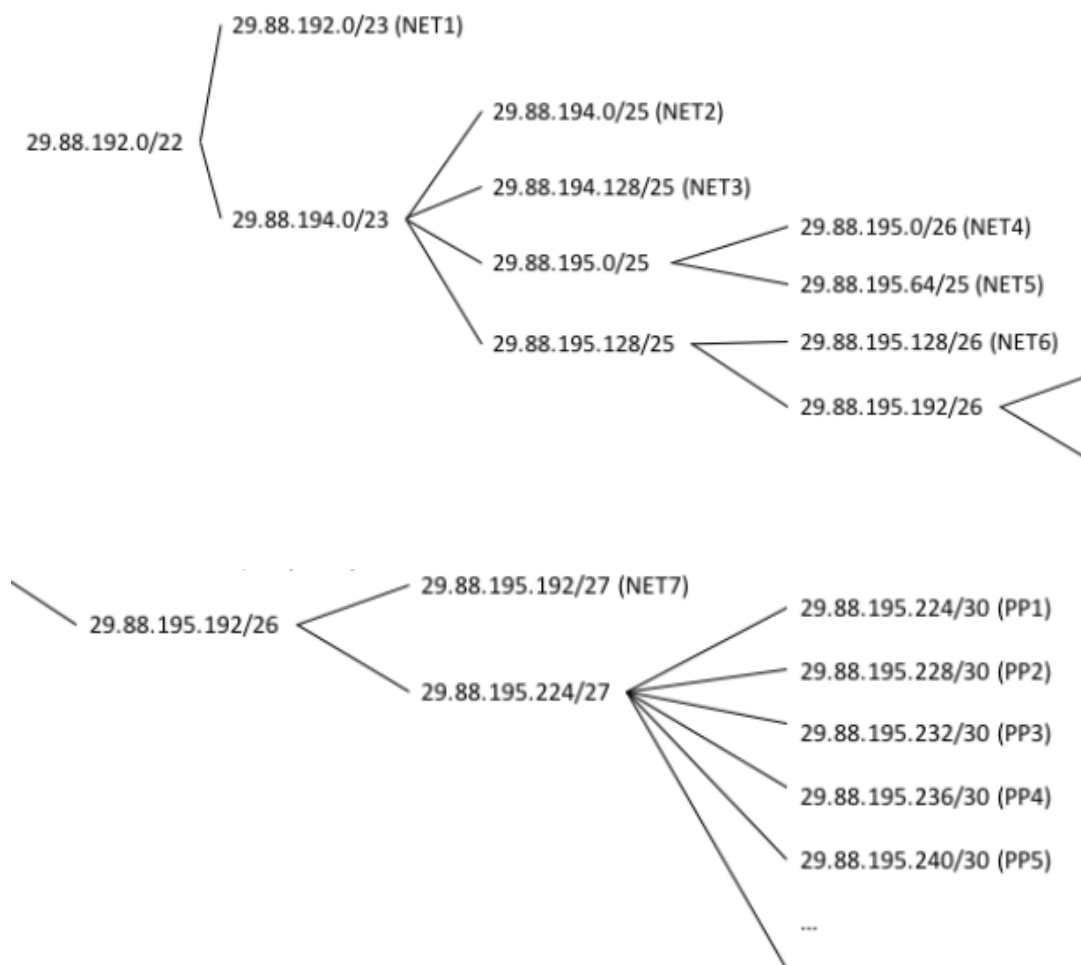 29.88.192.0/23 (NET1)
29.88.194.0/25 (NET2)
29.88.192.0/22
29.88.194.128/25 (NET3)
29.88.194.0/23
29.88.195.0/26 (NET4)
29.88.195.0/25
29.88.195.64/25 (NET5)
29.88.195.128/25
29.88.195.128/26 (NET6)
29.88.195.192/26
29.88.195.192/27 (NET7)
29.88.195.224/30 (PP1)
29.88.195.192/26
29.88.195.228/30 (PP2)
29.88.195.224/27
29.88.195.232/30 (PP3)
29.88.195.236/30 (PP4)
29.88.195.240/30 (PP5)
...